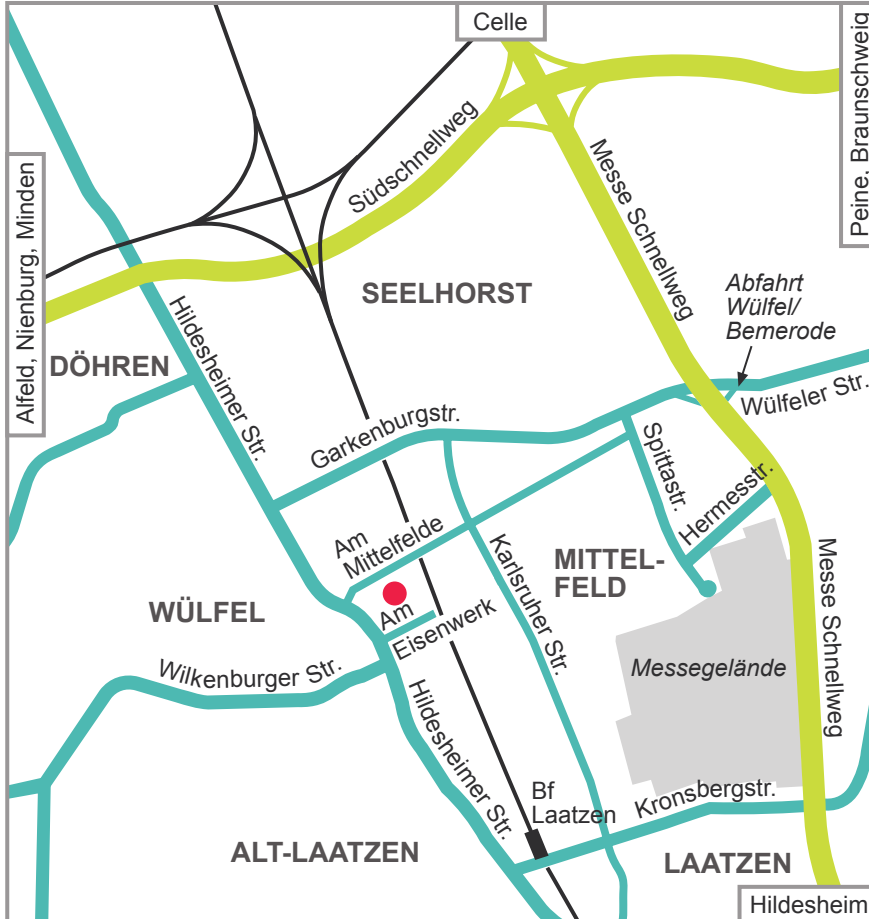 Celle
Peine, Braunschweig
Alfeld, Nienburg, Minden
Südschnellweg
Messe Schnellweg
SEELHORST
Abfahrt
Wülfel/
Bemerode
Hildesheimer Str.
DÖHREN
Wülfeler Str.
Garkenburgstr.
Spittastr.
Hermesstr.
Am
Mittelfelde
Karlsruher Str.
MITTEL-
FELD
Messe Schnellweg
WÜLFEL
Am
Eisenwerk
Wilkenburger Str.
Messegelände
Hildesheimer Str.
Bf
Laatzen
Kronsbergstr.
ALT-LAATZEN
LAATZEN
Hildesheim